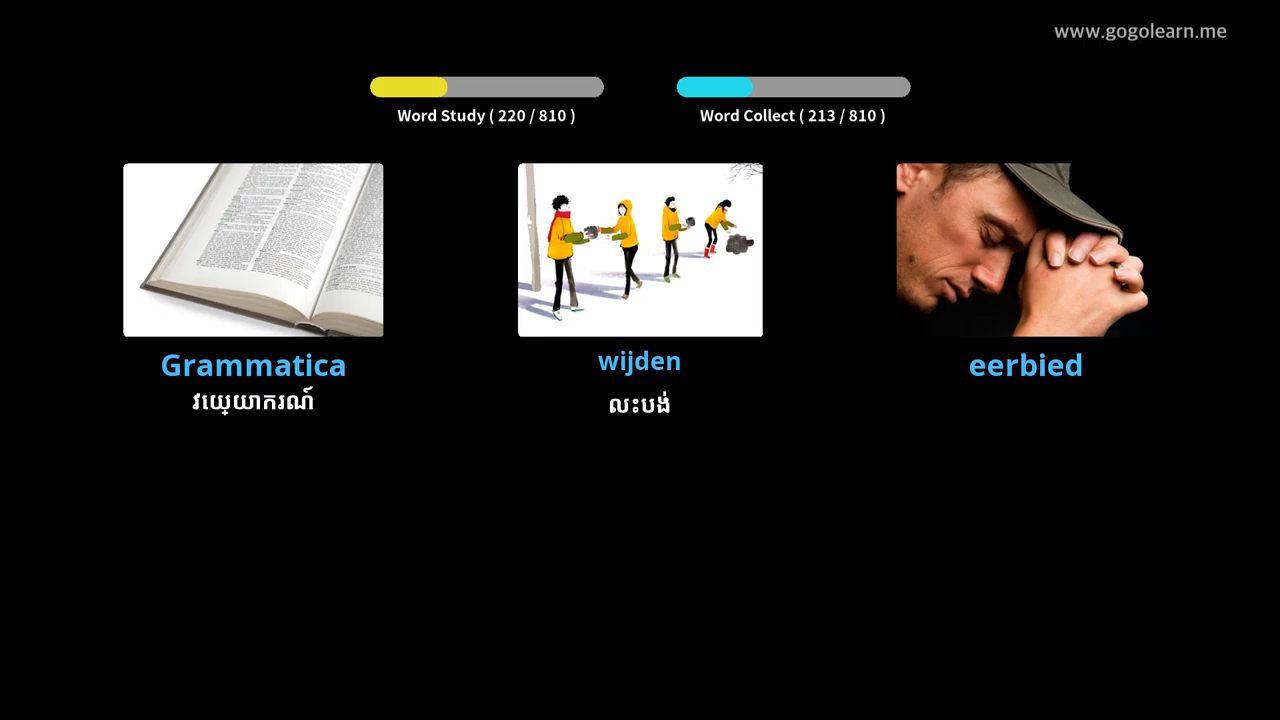 www.gogolearn.me
Word Study ( 220 / 810 )
Word Collect ( 213 / 810 )
Grammatica
វេយ្យាករណ៍
wijden
លះបង់
eerbied